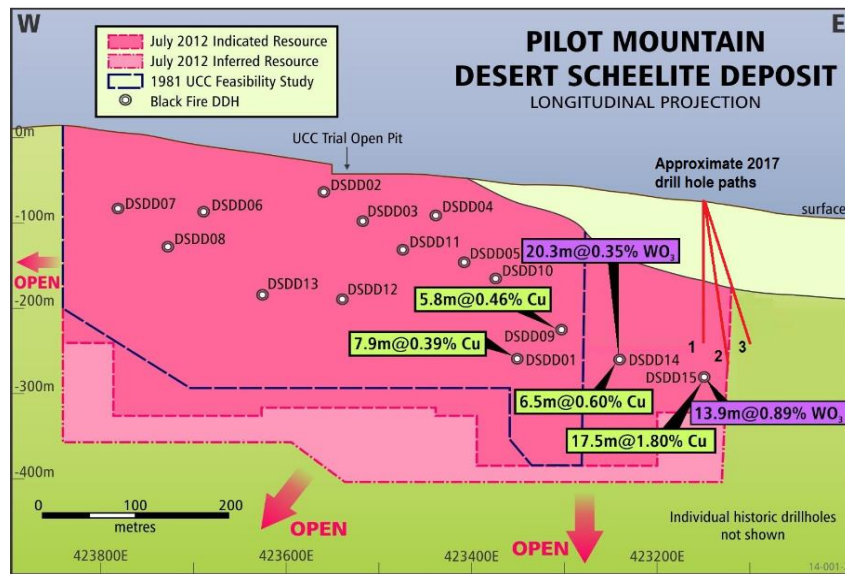 W
E
July 2012 Indicated Resource
July 2012 Inferred Resource
1981 UCC Feasibility Study
Black Fire DDH
PILOT MOUNTAIN
DESERT SCHEELITE DEPOSIT
LONGITUDINAL PROJECTION
0m
UCC Trial Open Pit
Approximate 2017
drill hole paths
surface
DSDD02
DSDD07
DSDD06
DSDD03
DSDD04
-100m
DSDD08
DSDD11
DSDD05
20.3m@0.35% WO₃
OPEN
DSDD10
DSDD13
DSDD12
-200m
5.8m@0.46% Cu
DSDD09
7.9m@0.39% Cu
DSDD01
DSDD14
1
2
3
DSDD15
-300m
6.5m@0.60% Cu
13.9m@0.89% WO₃
17.5m@1.80% Cu
-400m
0
200
metres
OPEN
OPEN
Individual historic drillholes
not shown
423800E
423600E
423400E
423200E